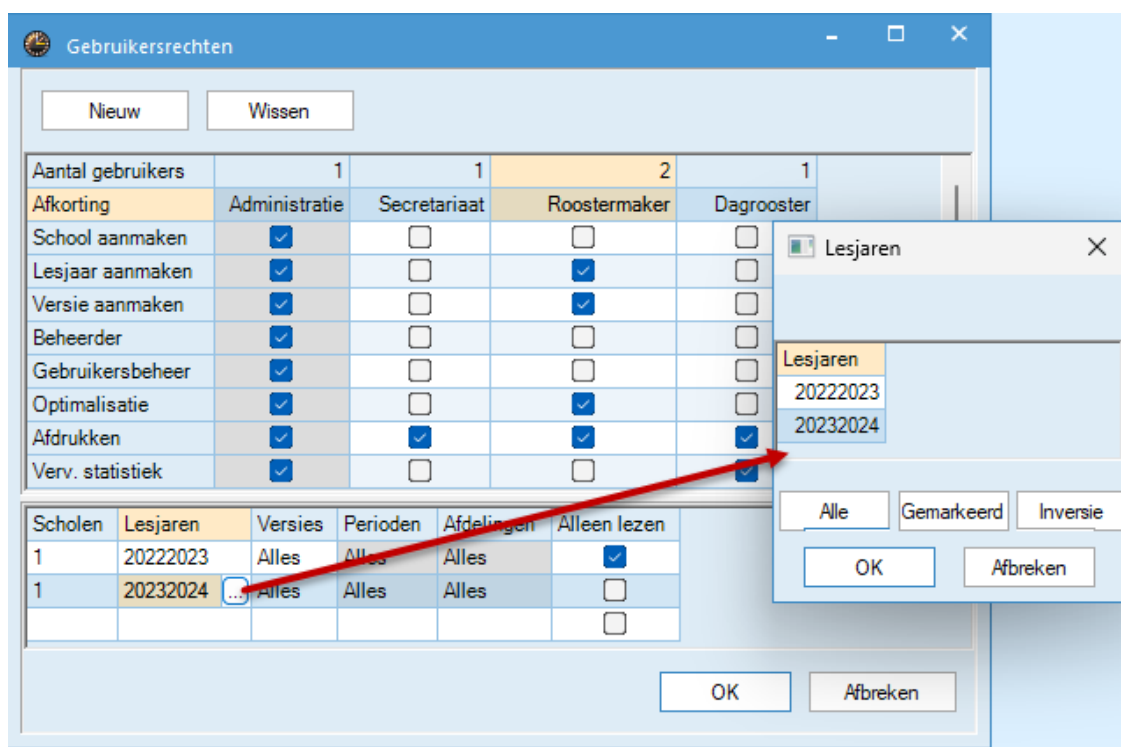 Gebruikersrechten
Nieuw Wissen
Aantal gebruikers 1 1 2 1
Afkorting Administratie Secretariaat Roostermaker Dagrooster
School aanmaken
Lesjaar aanmaken
Versie aanmaken
Beheerder
Gebruikersbeheer
Optimalisatie
Afdrukken
Verv. statistiek
Scholen Lesjaren Versies Perioden Afdelingen Alleen lezen
1 20222023 Alles Alles Alles
1 20232024 ... Alles Alles Alles
OK Afbreken
Lesjaren
Lesjaren
20222023
20232024
Alle Gemarkeerd Inversie
OK Afbreken